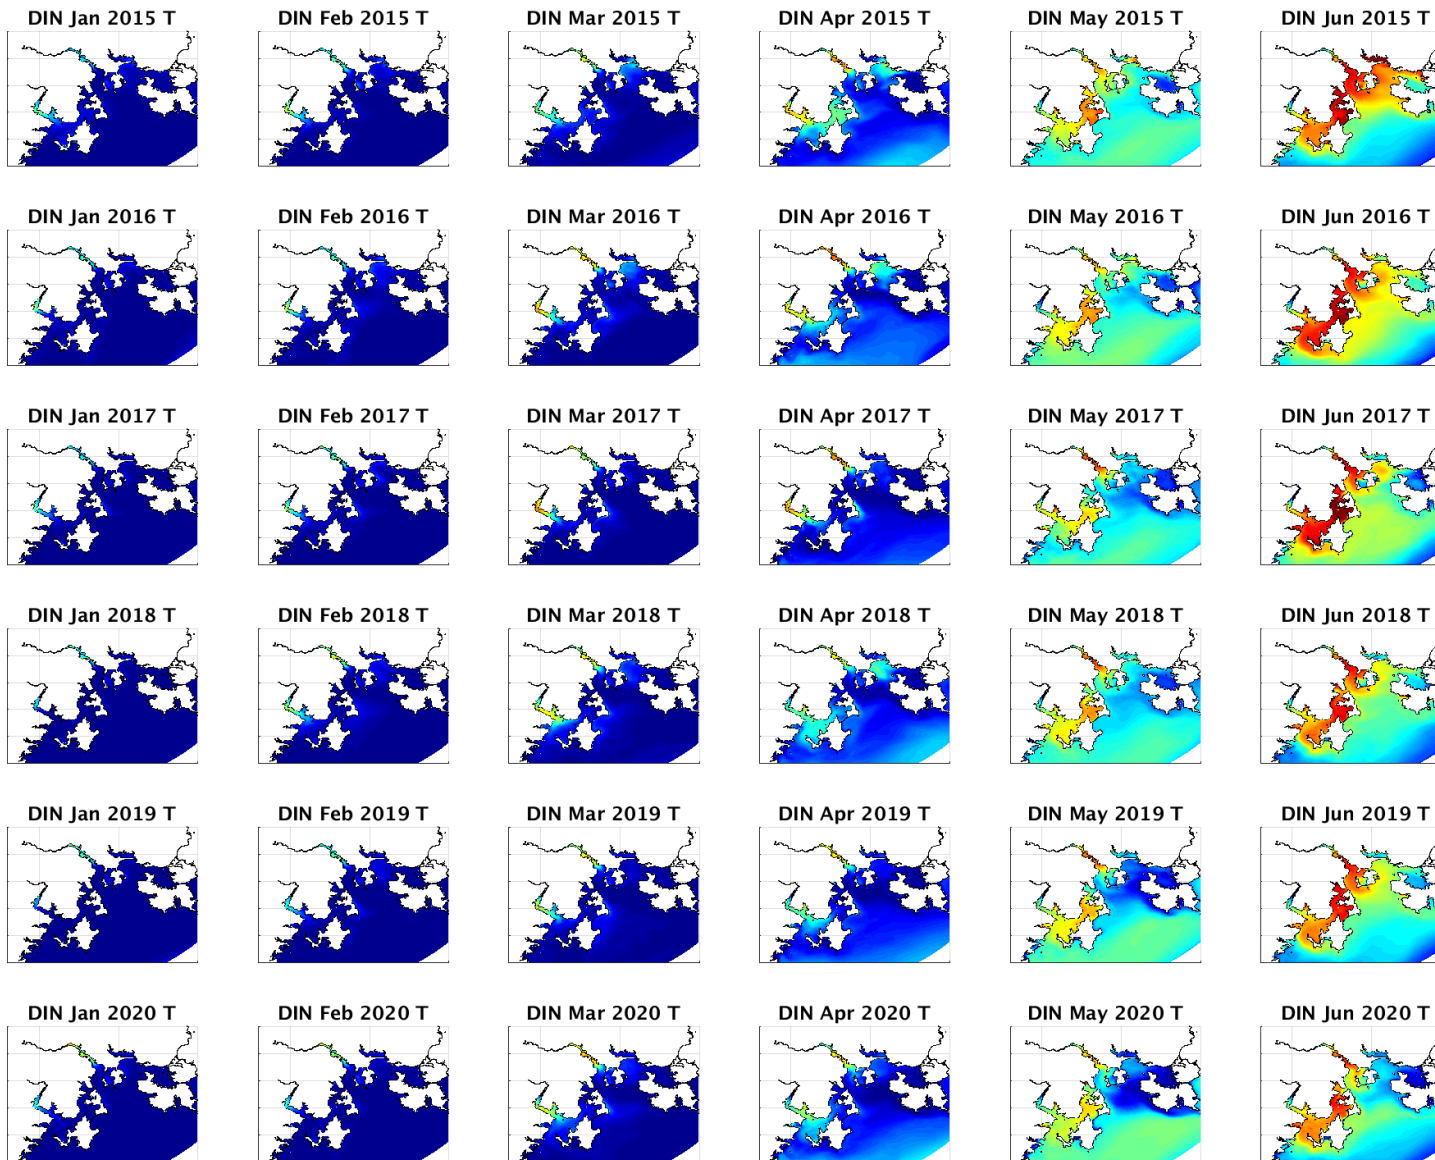 DIN Jan 2015 T DIN Feb 2015 T DIN Mar 2015 T DIN Apr 2015 T DIN May 2015 T DIN Jun 2015 T
DIN Jan 2016 T DIN Feb 2016 T DIN Mar 2016 T DIN Apr 2016 T DIN May 2016 T DIN Jun 2016 T
DIN Jan 2017 T DIN Feb 2017 T DIN Mar 2017 T DIN Apr 2017 T DIN May 2017 T DIN Jun 2017 T
DIN Jan 2018 T DIN Feb 2018 T DIN Mar 2018 T DIN Apr 2018 T DIN May 2018 T DIN Jun 2018 T
DIN Jan 2019 T DIN Feb 2019 T DIN Mar 2019 T DIN Apr 2019 T DIN May 2019 T DIN Jun 2019 T
DIN Jan 2020 T DIN Feb 2020 T DIN Mar 2020 T DIN Apr 2020 T DIN May 2020 T DIN Jun 2020 T